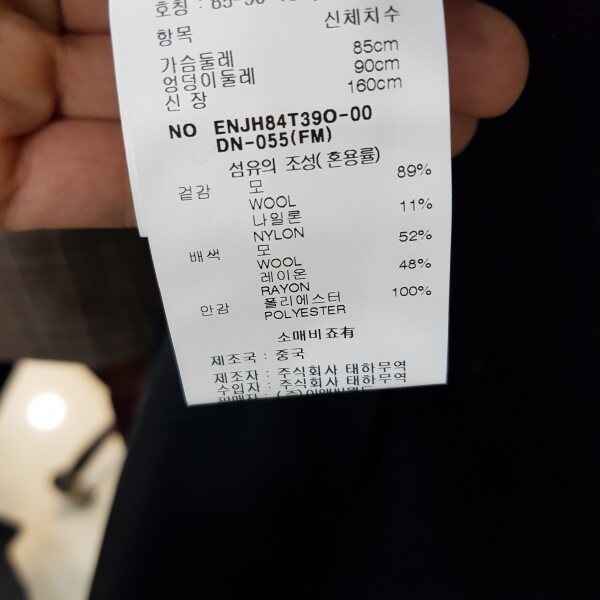 호칭 : 85-90-
항목 신체치수
가슴둘레 85cm
엉덩이둘레 90cm
신 장 160cm
NO ENJH84T39O-00
DN-055(FM)
섬유의 조성( 혼용률)
겉감 모 89%
WOOL
나일론 11%
NYLON
배색 모 52%
WOOL
레이온 48%
RAYON
안감 폴리에스터 100%
POLYESTER
소매비죠有
제조국 : 중국
제조자 : 주식회사 태하무역
수입자 : 주식회사 태하무역